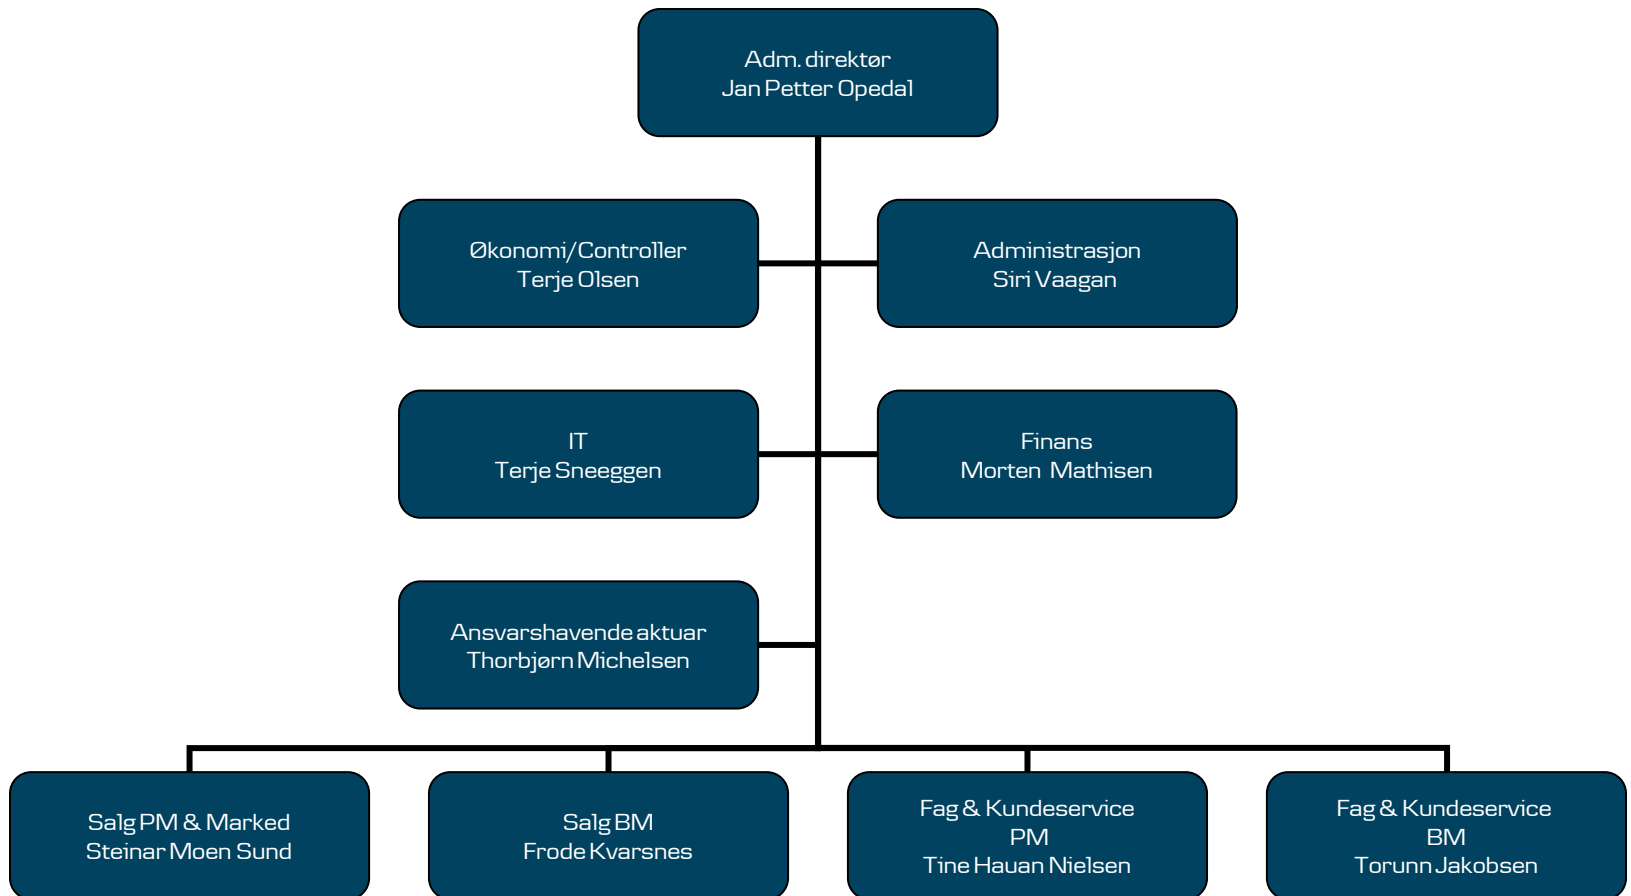 Adm. direktør
Jan Petter Opedal
Økonomi/Controller
Terje Olsen
Administrasjon
Siri Vaagan
IT
Terje Sneeggen
Finans
Morten Mathisen
Ansvarshavende aktuar
Thorbjørn Michelsen
Salg PM & Marked
Steinar Moen Sund
Salg BM
Frode Kvarsnes
Fag & Kundeservice
PM
Tine Hauan Nielsen
Fag & Kundeservice
BM
Torunn Jakobsen